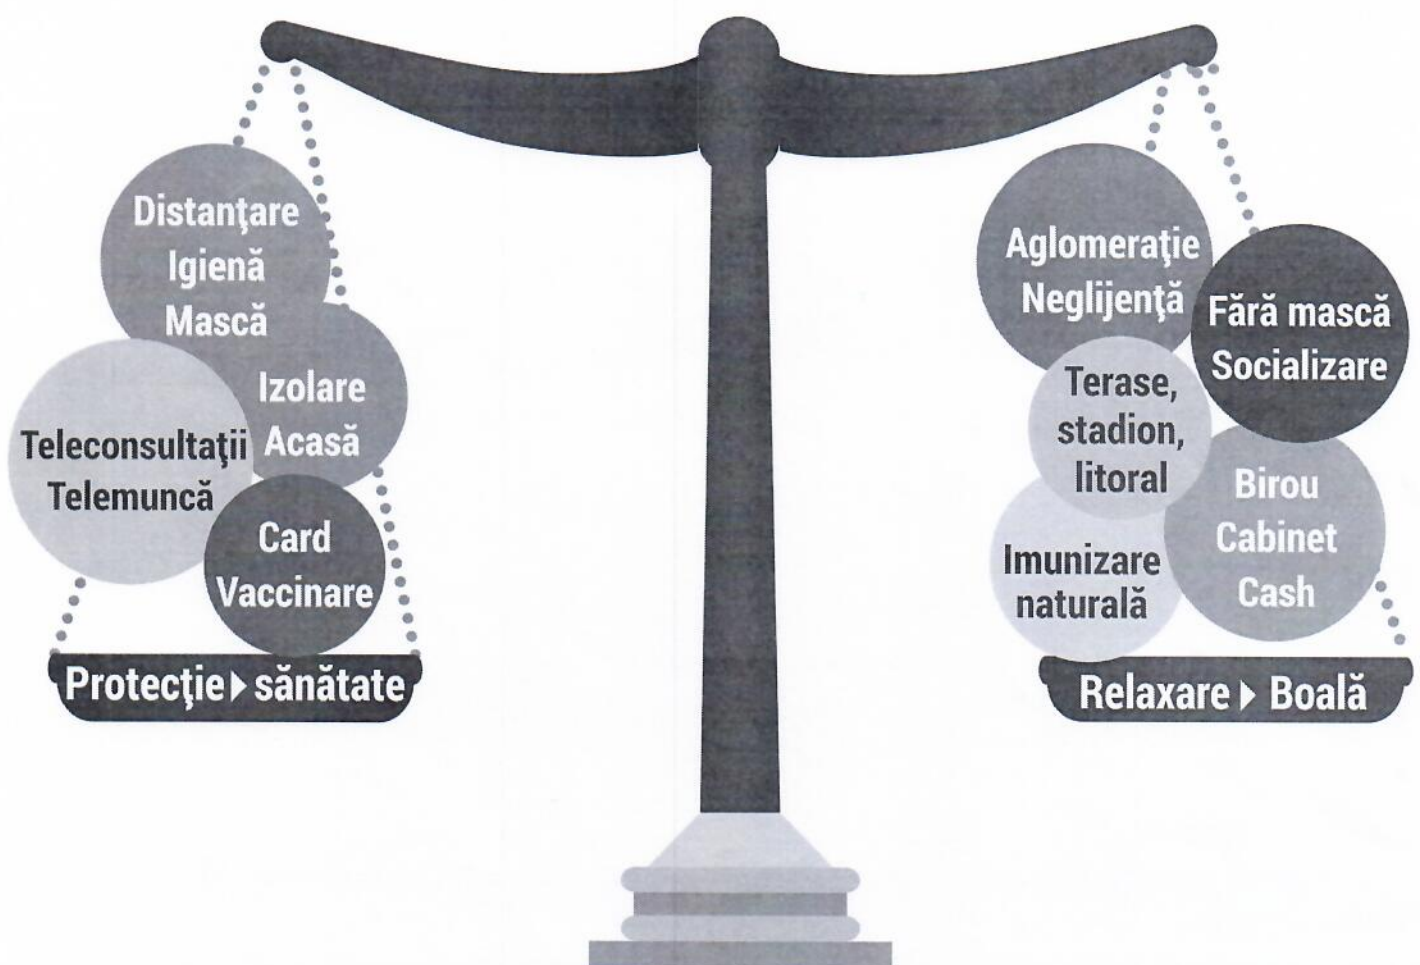 Distanţare
Igienă
Mască
Izolare
Acasă
Teleconsultaţii
Telemuncă
Card
Vaccinare
Protecţie▶sănătate
Aglomeraţie
Neglijenţă
Fără mască
Socializare
Terase,
stadion,
litoral
Birou
Cabinet
Cash
Imunizare
naturală
Relaxare▶Boală